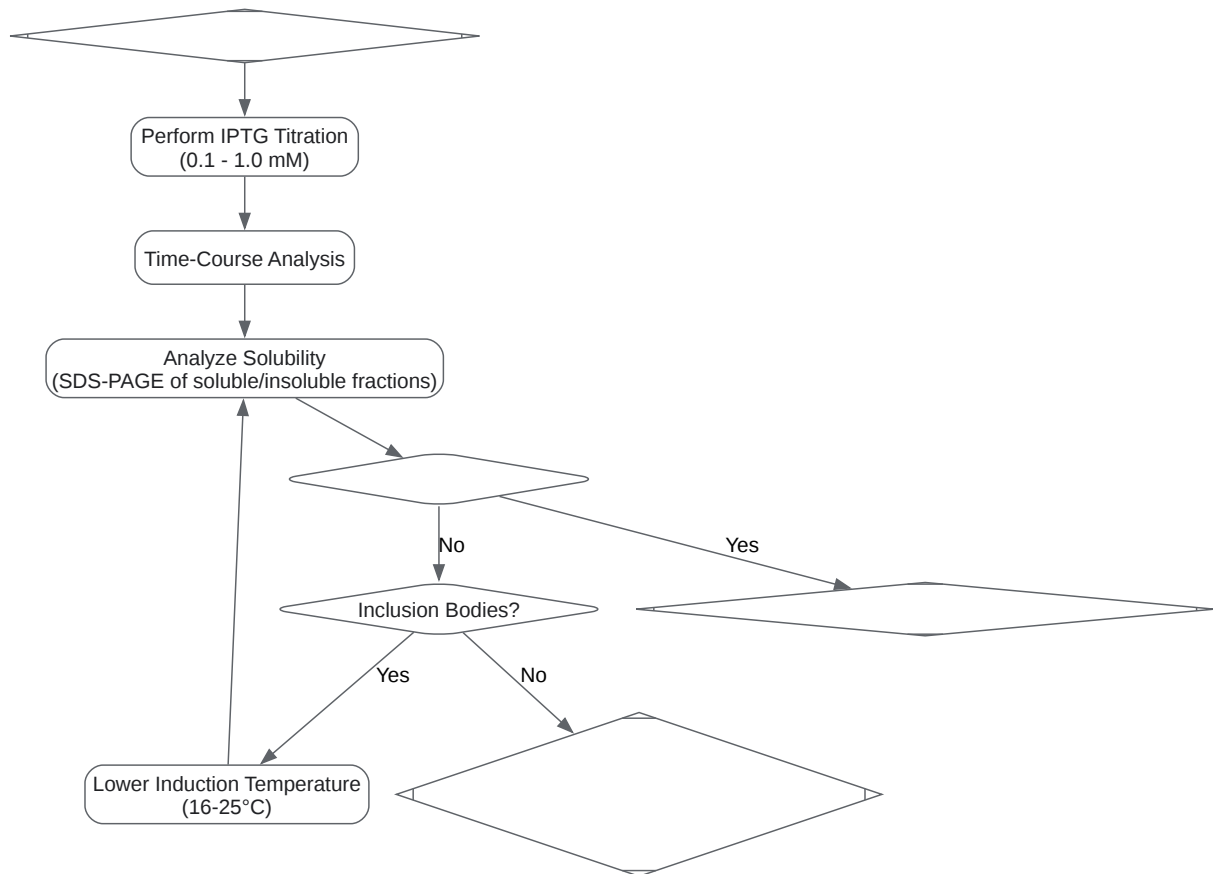 Perform IPTG Titration
(0.1 - 1.0 mM)
Time-Course Analysis
Analyze Solubility
(SDS-PAGE of soluble/insoluble fractions)
No
Yes
Inclusion Bodies?
Yes
No
Lower Induction Temperature
(16-25°C)